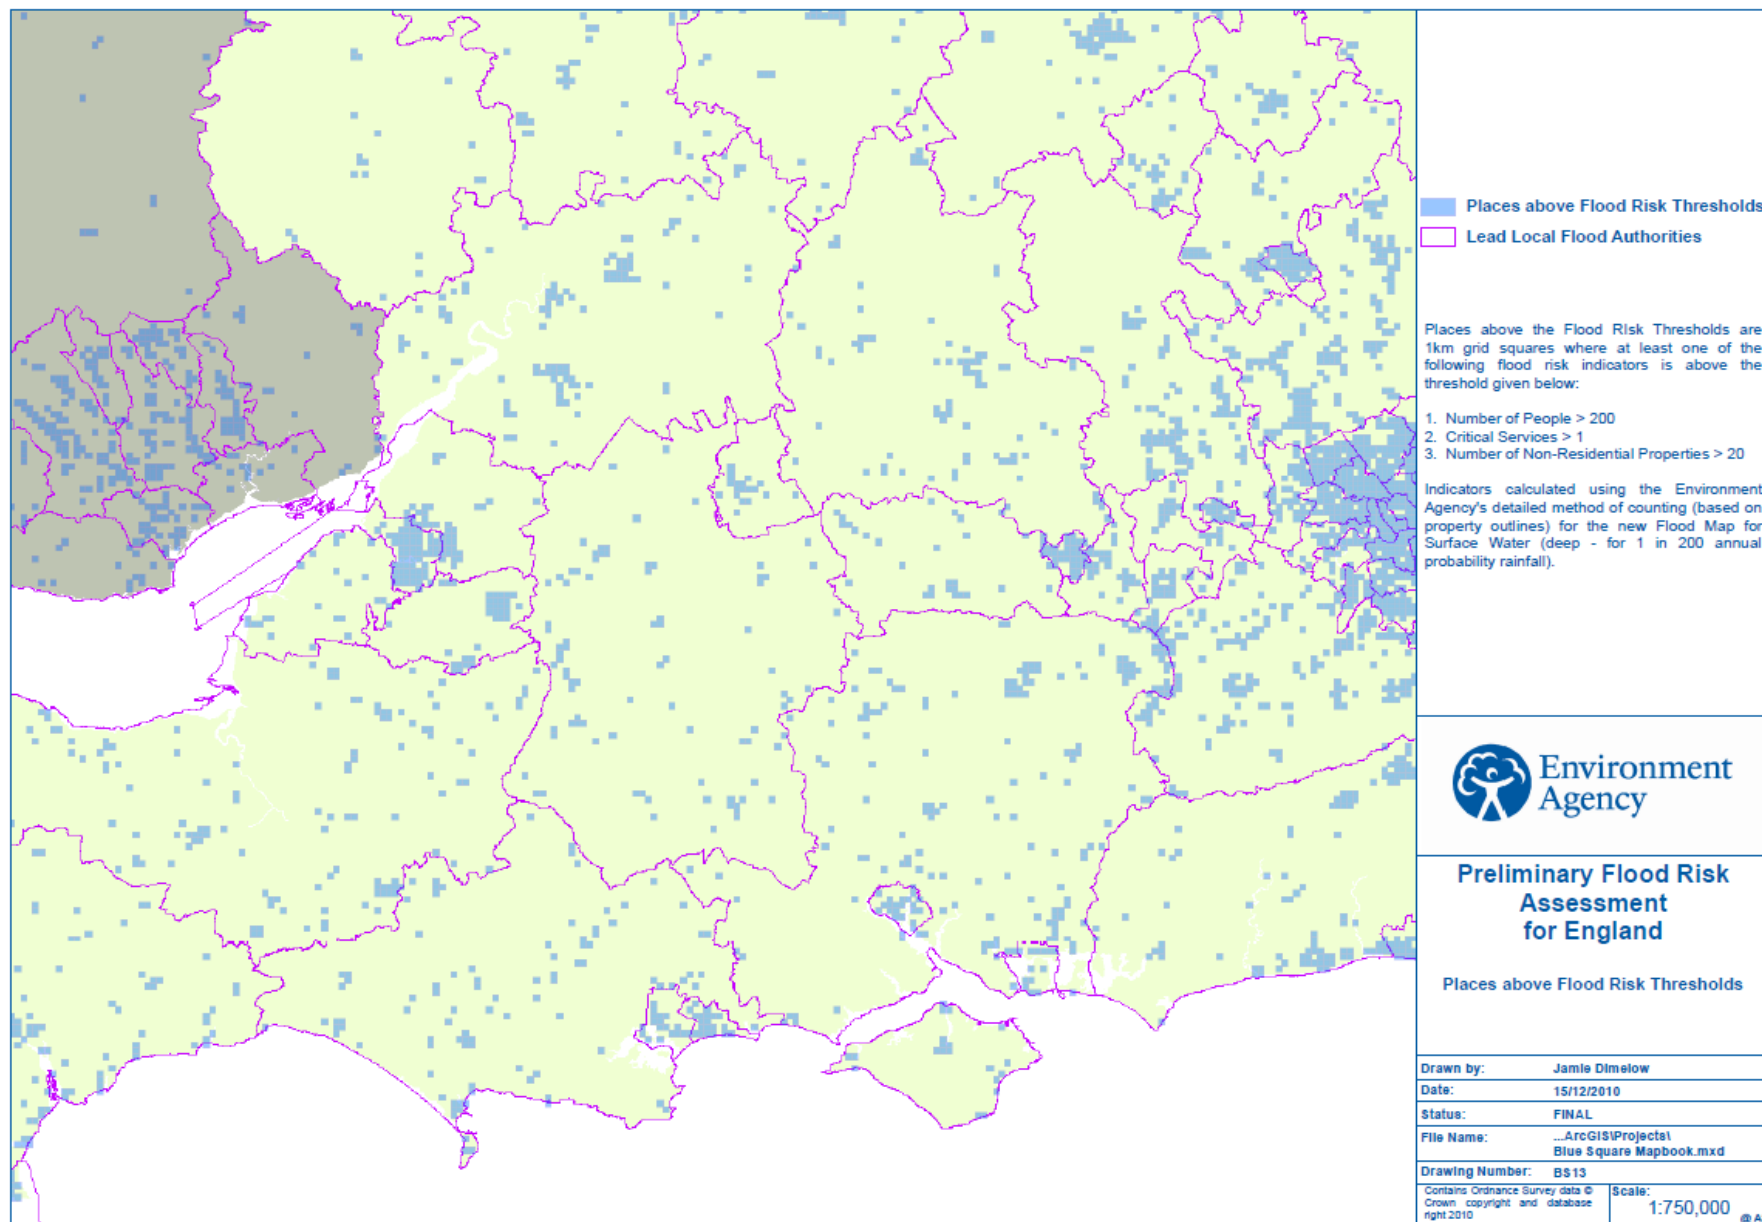 Places above Flood Risk Thresholds
Lead Local Flood Authorities
Places above the Flood RIsk Thresholds are
1km grid squares where at least one of the
following flood risk indicators is above the
threshold given below:
1. Number of People > 200
2. Critical Services > 1
3. Number of Non-Residential Properties > 20
Indicators calculated using the Environment
Agency's detailed method of counting (based on
property outlines) for the new Flood Map for
Surface Water (deep - for 1 in 200 annual
probability rainfall).
Environment
Agency
Preliminary Flood Risk
Assessment
for England
Places above Flood Risk Thresholds
Drawn by: Jamie Dimelow
Date: 15/12/2010
Status: FINAL
File Name: ...ArcGIS\Projects\
Blue Square Mapbook.mxd
Drawing Number: BS13
Contains Ordnance Survey data ©
Crown copyright and database
right 2010
Scale:
1:750,000
@ A